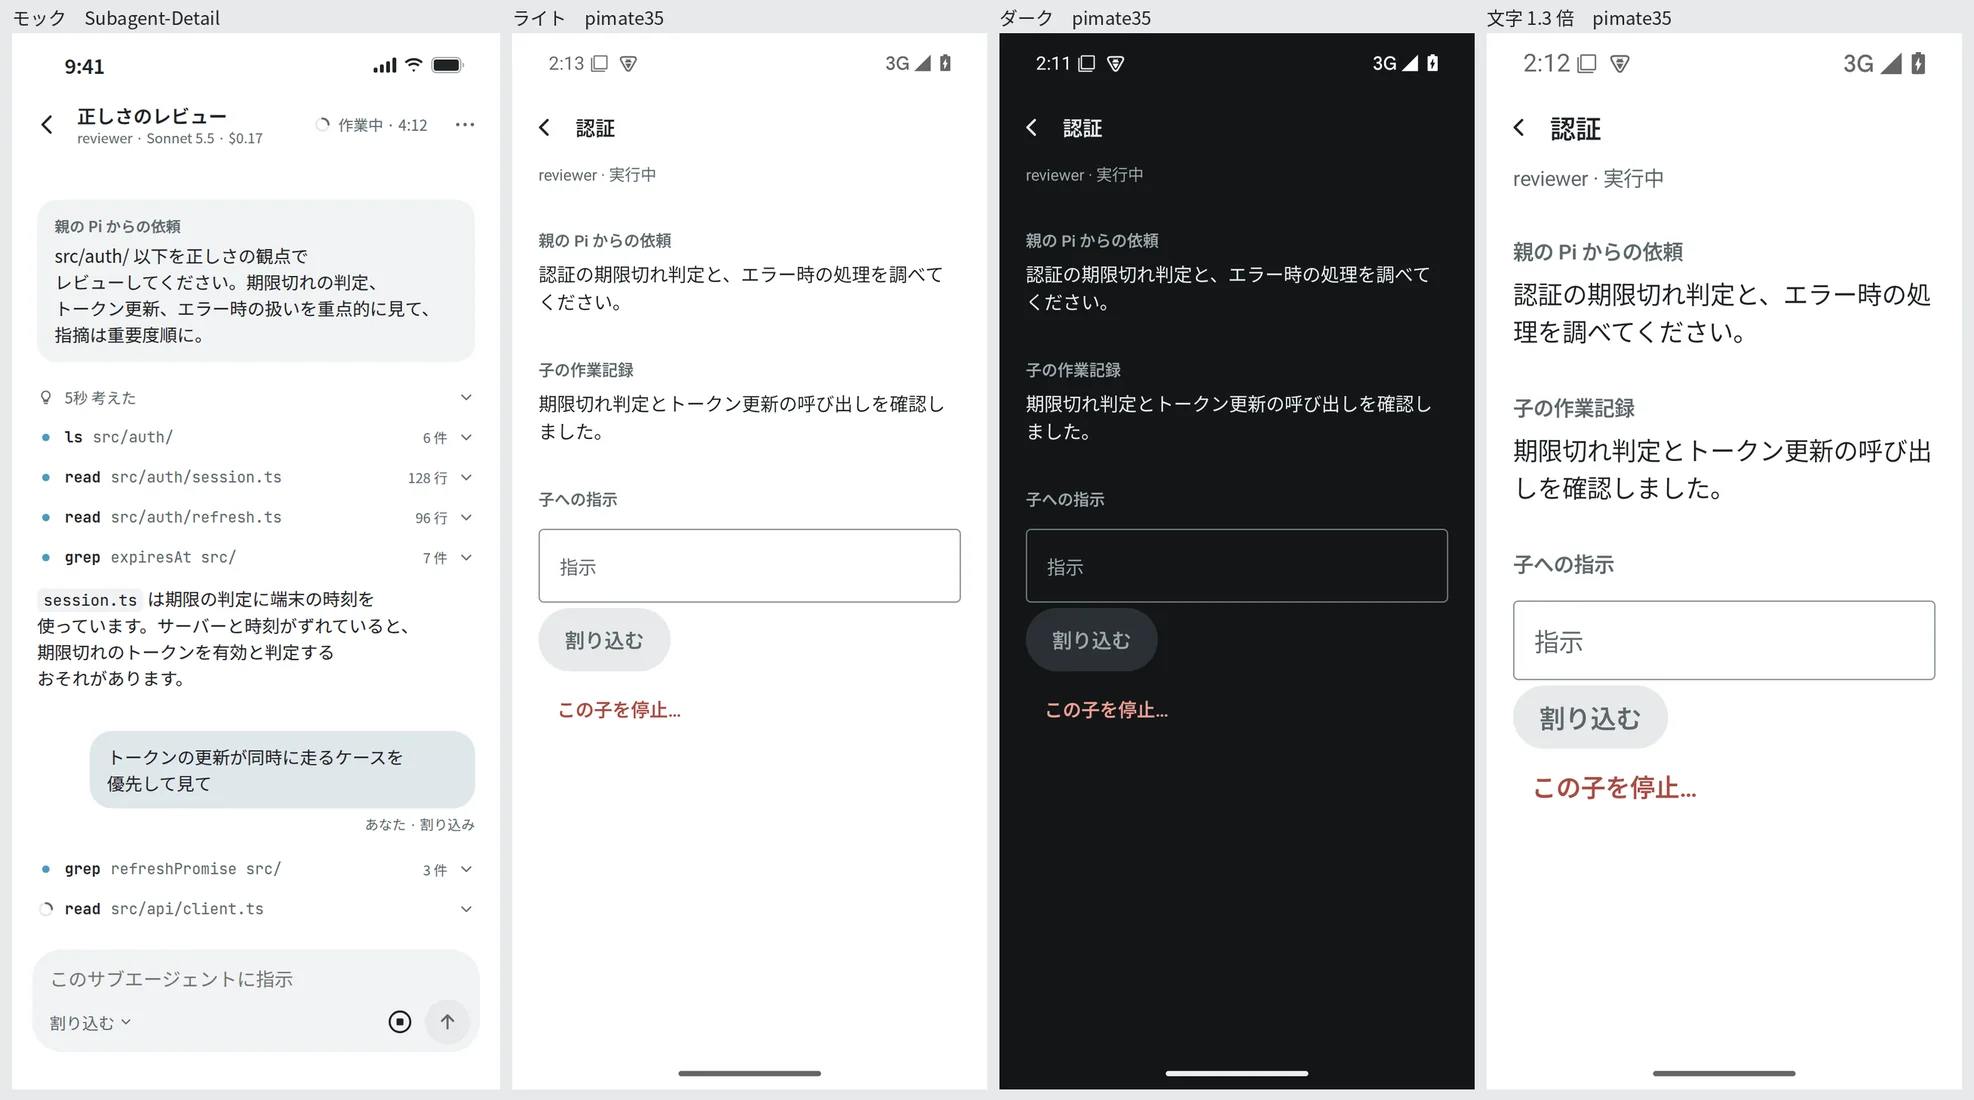 モック Subagent-Detail
9:41
正しさのレビュー
reviewer · Sonnet 5.5 · $0.17
作業中 · 4:12
親の Pi からの依頼
src/auth/ 以下を正しさの観点で
レビューしてください。期限切れの判定、
トークン更新、エラー時の扱いを重点的に見て、
指摘は重要度順に。
5秒 考えた
ls src/auth/ 6 件
read src/auth/session.ts 128 行
read src/auth/refresh.ts 96 行
grep expiresAt src/ 7 件
session.ts は期限の判定に端末の時刻を
使っています。サーバーと時刻がずれていると、
期限切れのトークンを有効と判定する
おそれがあります。
トークンの更新が同時に走るケースを
優先して見て
あなた · 割り込み
grep refreshPromise src/ 3 件
read src/api/client.ts
このサブエージェントに指示
割り込む
ライト pimate35
2:13 3G
認証
reviewer · 実行中
親の Pi からの依頼
認証の期限切れ判定と、エラー時の処理を調べて
ください。
子の作業記録
期限切れ判定とトークン更新の呼び出しを確認し
ました。
子への指示
指示
割り込む
この子を停止...
ダーク pimate35
2:11 3G
認証
reviewer · 実行中
親の Pi からの依頼
認証の期限切れ判定と、エラー時の処理を調べて
ください。
子の作業記録
期限切れ判定とトークン更新の呼び出しを確認し
ました。
子への指示
指示
割り込む
この子を停止...
文字 1.3 倍 pimate35
2:12 3G
認証
reviewer · 実行中
親の Pi からの依頼
認証の期限切れ判定と、エラー時の処
理を調べてください。
子の作業記録
期限切れ判定とトークン更新の呼び出
しを確認しました。
子への指示
指示
割り込む
この子を停止...